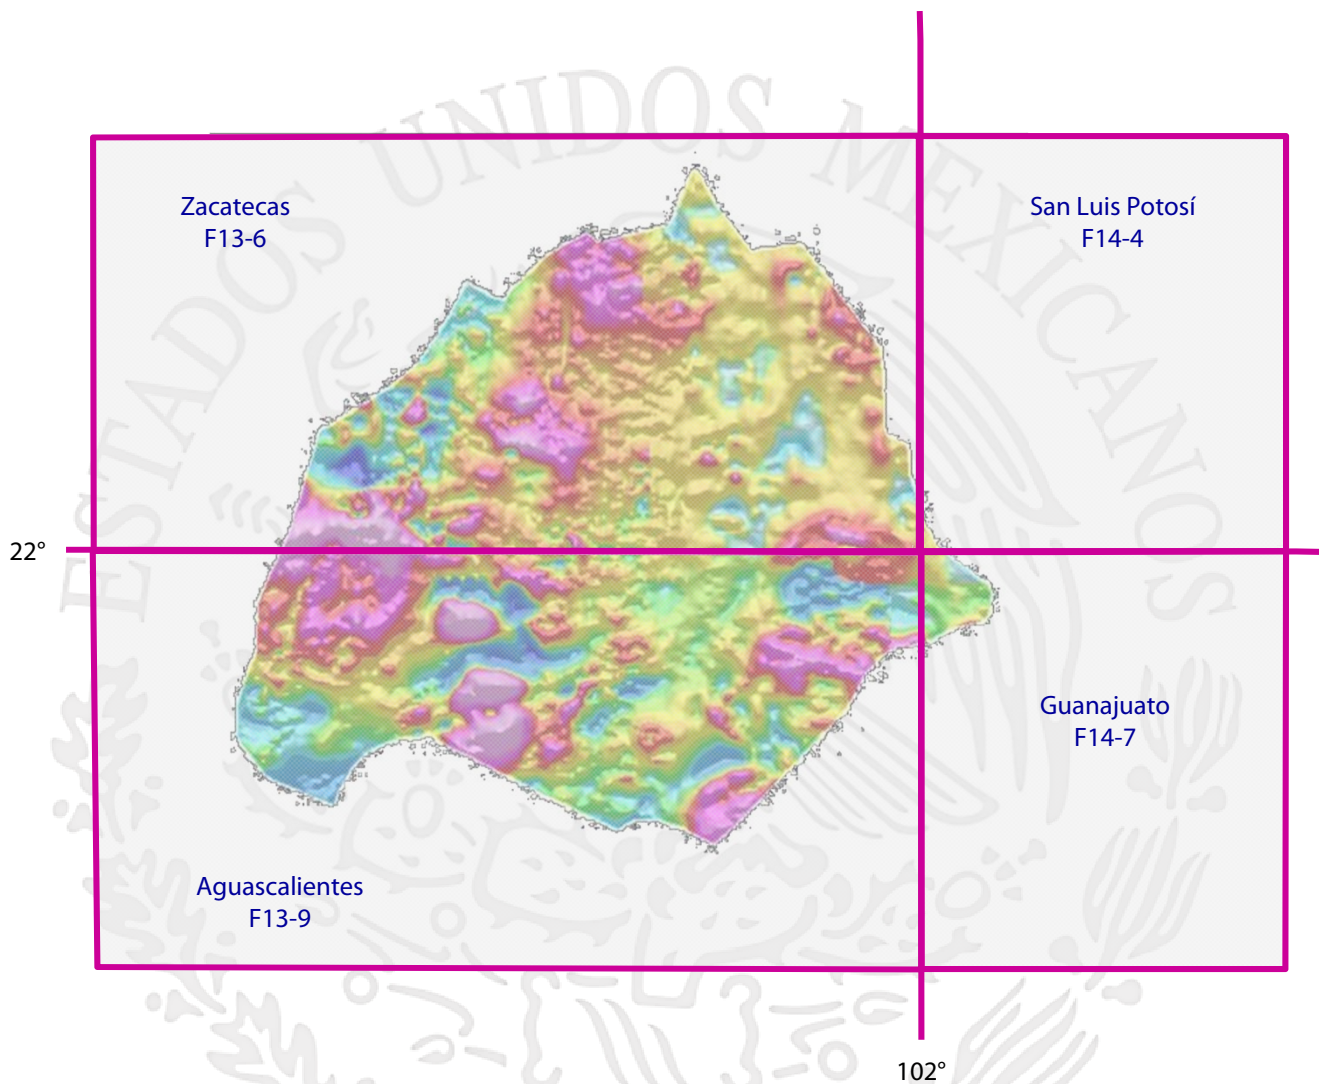 ESTADOS UNIDOS MEXICANOS
Zacatecas
F13-6
San Luis Potosí
F14-4
22°
Guanajuato
F14-7
Aguascalientes
F13-9
102°